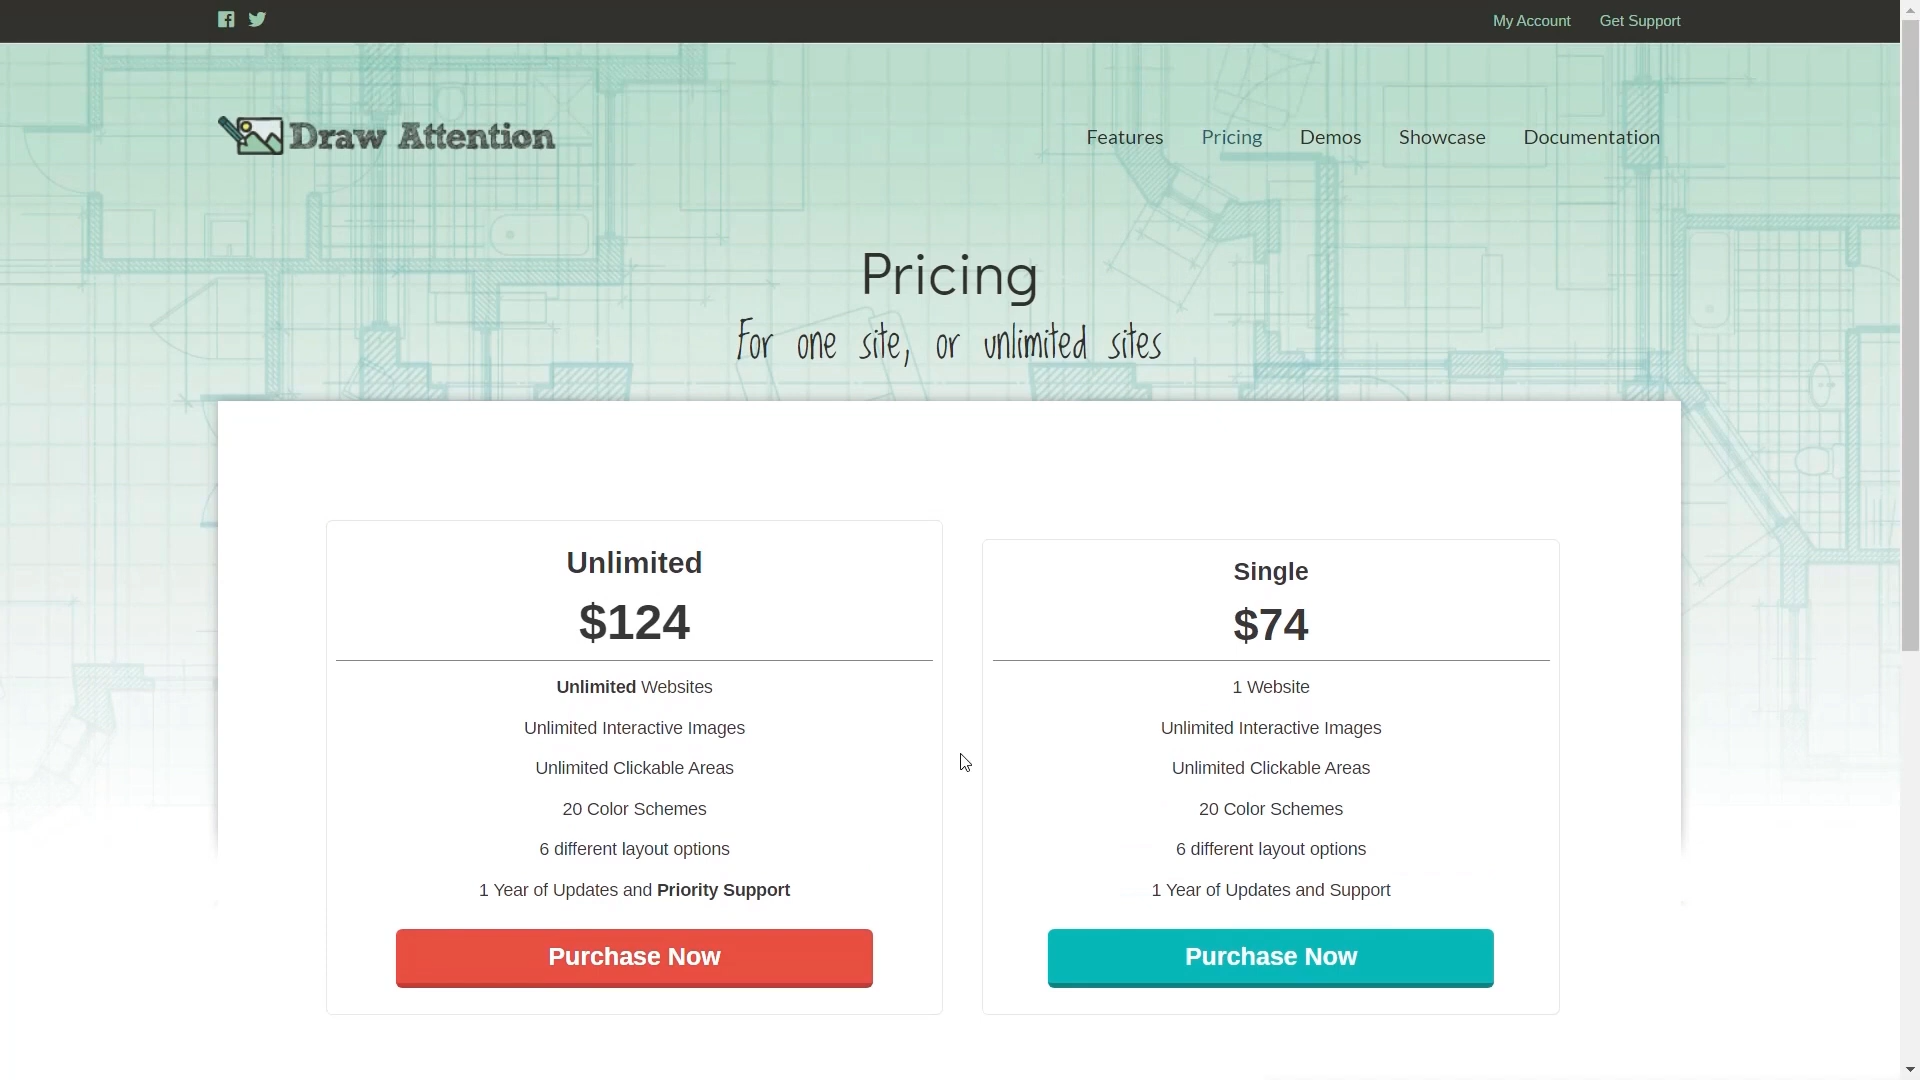 My Account Get Support
Draw Attention
Features Pricing Demos Showcase Documentation
Pricing
For one site, or unlimited sites
Unlimited
$124
Unlimited Websites
Unlimited Interactive Images
Unlimited Clickable Areas
20 Color Schemes
6 different layout options
1 Year of Updates and Priority Support
Purchase Now
Single
$74
1 Website
Unlimited Interactive Images
Unlimited Clickable Areas
20 Color Schemes
6 different layout options
1 Year of Updates and Support
Purchase Now